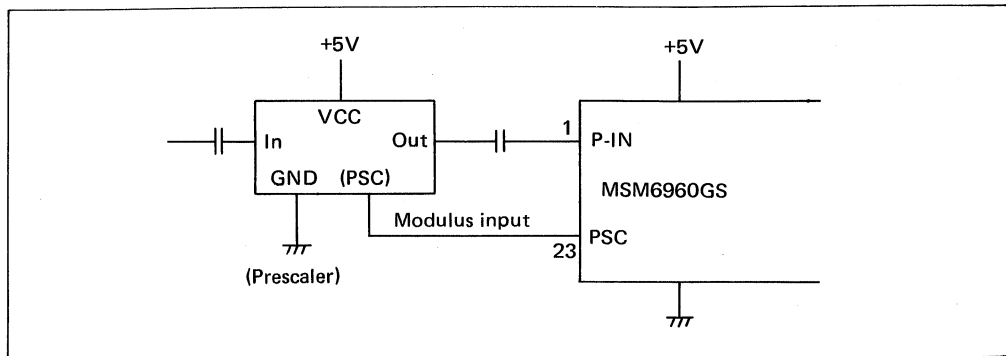 +5V
+5V
VCC
In
Out
1
P-IN
GND
(PSC)
MSM6960GS
Modulus input
PSC
23
(Prescaler)